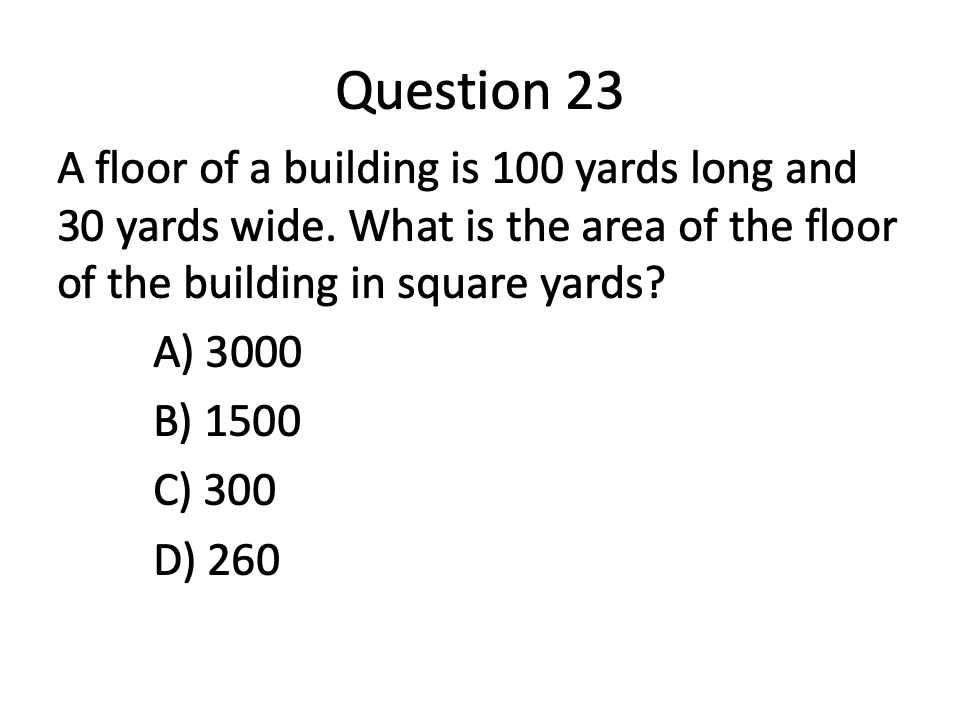 Question 23
A floor of a building is 100 yards long and
30 yards wide. What is the area of the floor
of the building in square yards?
A) 3000
B) 1500
C) 300
D) 260